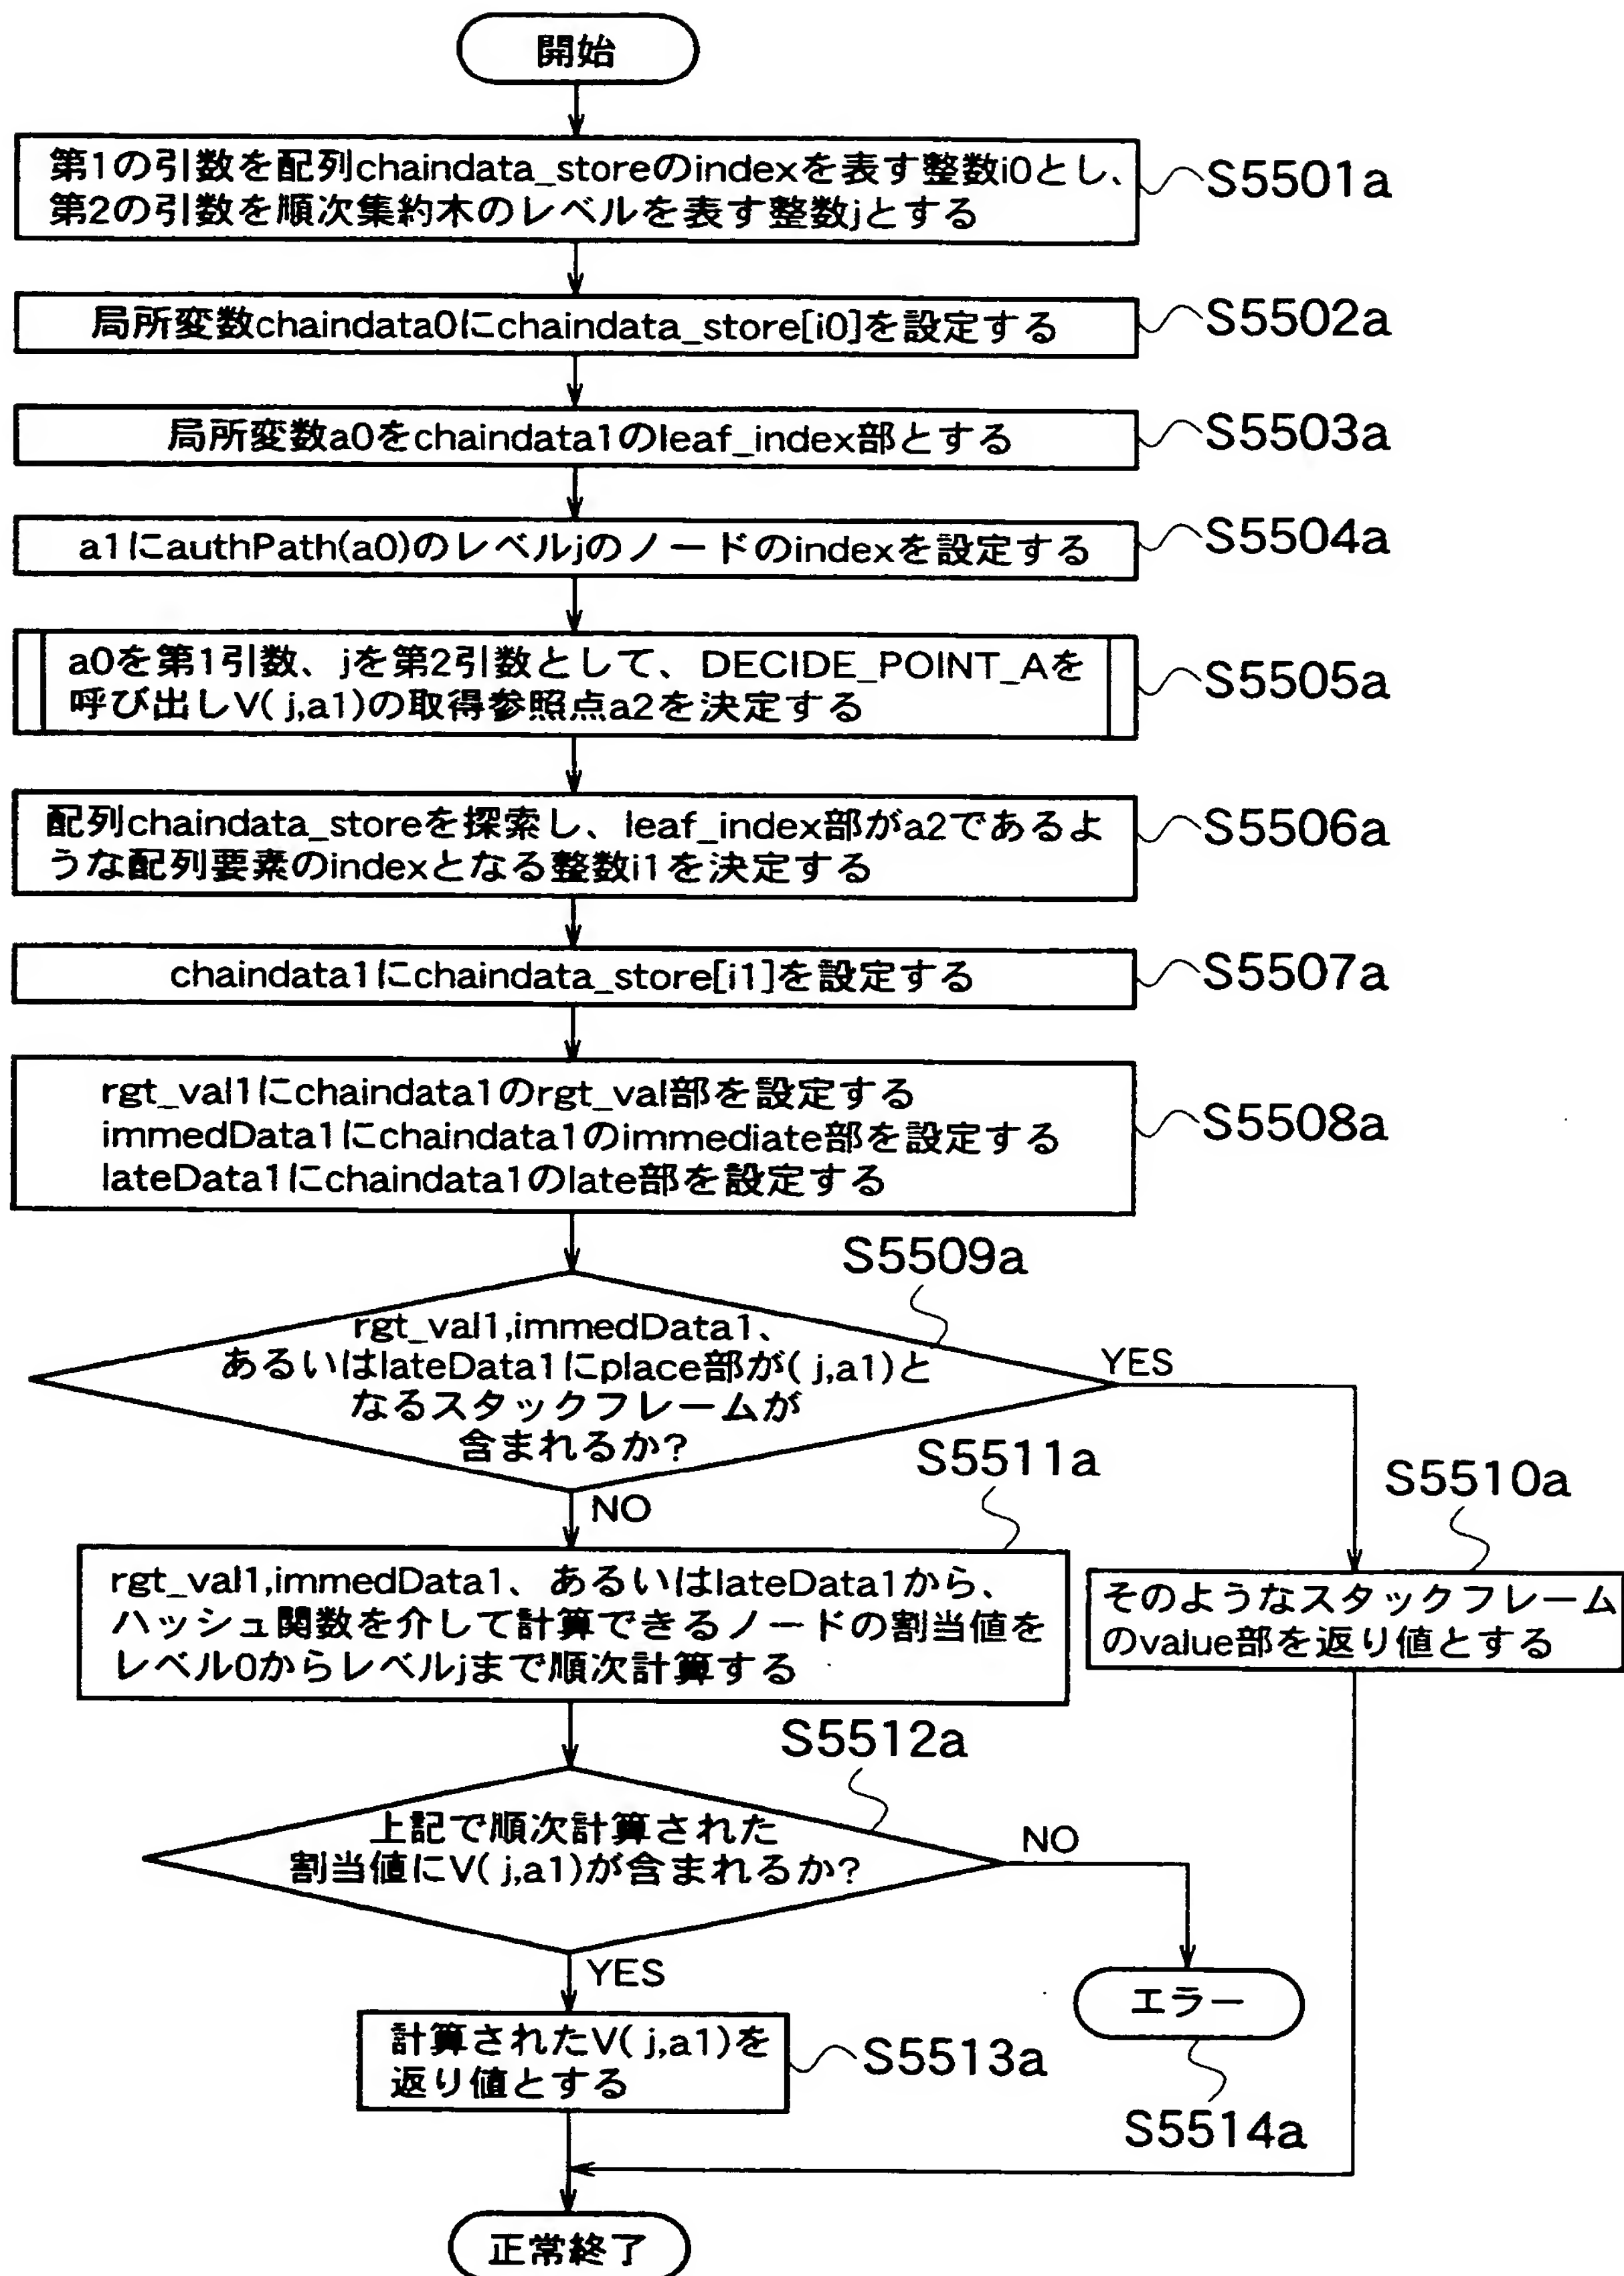 開始
第1の引数を配列chaindata_storeのindexを表す整数i0とし、
第2の引数を順次集約木のレベルを表す整数jとする
S5501a
局所変数chaindata0にchaindata_store[i0]を設定する
S5502a
局所変数a0をchaindata1のleaf_index部とする
S5503a
a1にauthPath(a0)のレベルjのノードのindexを設定する
S5504a
a0を第1引数、jを第2引数として、DECIDE_POINT_Aを
呼び出しV( j,a1)の取得参照点a2を決定する
S5505a
配列chaindata_storeを探索し、leaf_index部がa2であるよ
うな配列要素のindexとなる整数i1を決定する
S5506a
chaindata1にchaindata_store[i1]を設定する
S5507a
rgt_val1にchaindata1のrgt_val部を設定する
immedData1にchaindata1のimmediate部を設定する
lateData1にchaindata1のlate部を設定する
S5508a
S5509a
rgt_val1,immedData1、
あるいはlateData1にplace部が( j,a1)と
なるスタックフレームが
含まれるか?
YES
NO
S5511a
S5510a
rgt_val1,immedData1、あるいはlateData1から、
ハッシュ関数を介して計算できるノードの割当値を
レベル0からレベルjまで順次計算する
そのようなスタックフレーム
のvalue部を返り値とする
S5512a
上記で順次計算された
割当値にV( j,a1)が含まれるか?
NO
YES
エラー
S5514a
計算されたV( j,a1)を
返り値とする
S5513a
正常終了